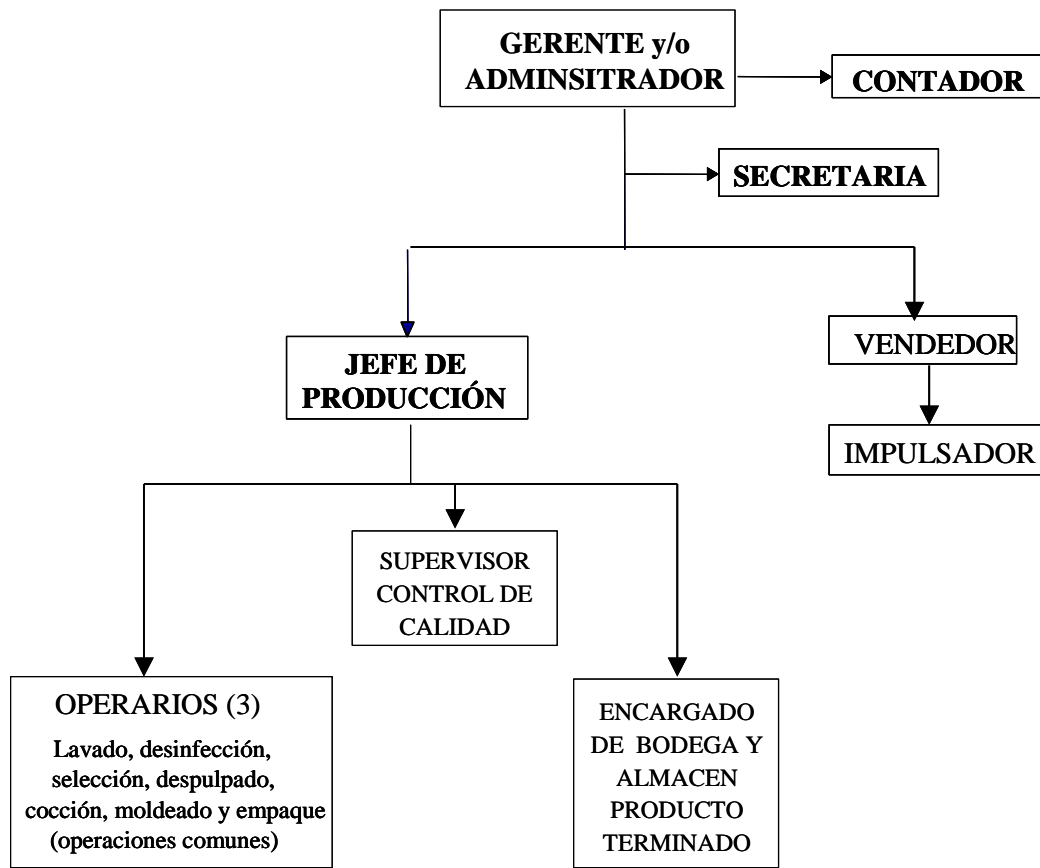 GERENTE y/o
ADMINSITRADOR
CONTADOR
SECRETARIA
VENDEDOR
JEFE DE
PRODUCCIÓN
IMPULSADOR
SUPERVISOR
CONTROL DE
CALIDAD
OPERARIOS (3)
Lavado, desinfección,
selección, despulpado,
cocción, moldeado y empaque
(operaciones comunes)
ENCARGADO
DE BODEGA Y
ALMACEN
PRODUCTO
TERMINADO